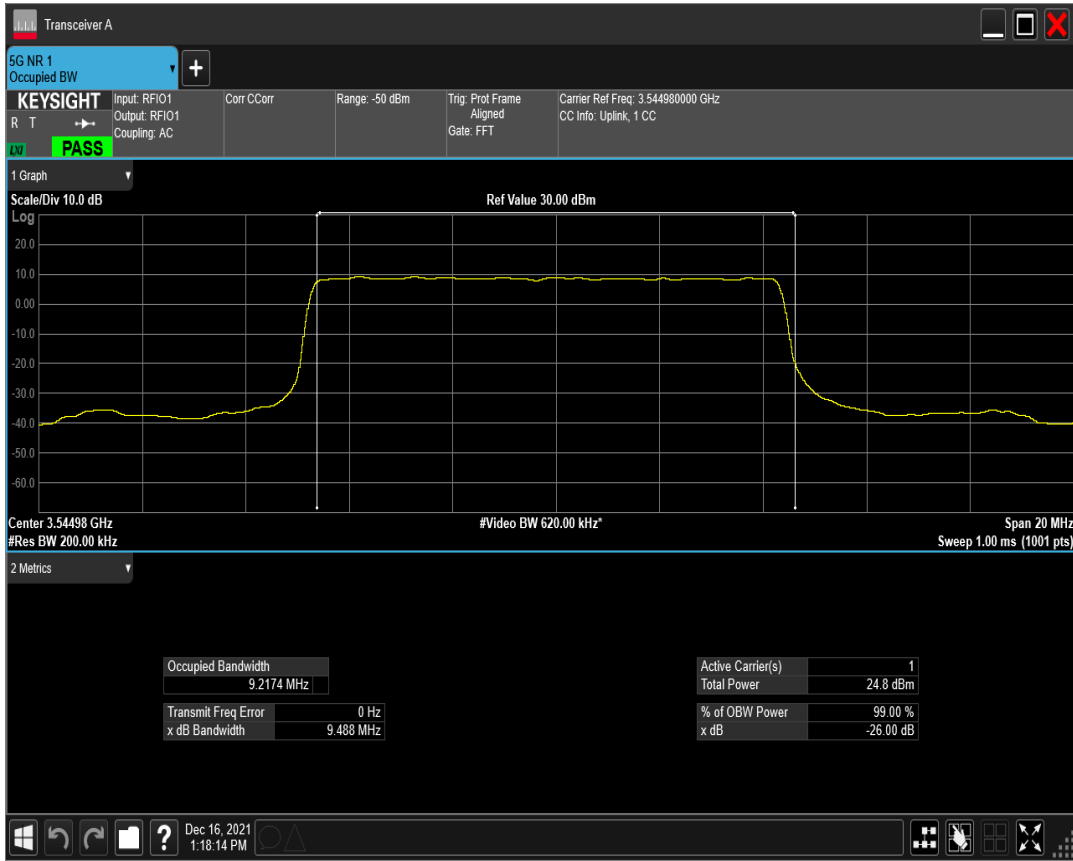 Transceiver A
5G NR 1
Occupied BW
+
KEYSIGHT
R T
LXI
PASS
Input: RFIO1
Output: RFIO1
Coupling: AC
Corr CCorr
Range: -50 dBm
Trig: Prot Frame
Aligned
Gate: FFT
Carrier Ref Freq: 3.544980000 GHz
CC Info: Uplink, 1 CC
1 Graph
Scale/Div 10.0 dB
Ref Value 30.00 dBm
Log
20.0
10.0
0.00
-10.0
-20.0
-30.0
-40.0
-50.0
-60.0
Center 3.54498 GHz
#Video BW 620.00 kHz*
Span 20 MHz
#Res BW 200.00 kHz
Sweep 1.00 ms (1001 pts)
2 Metrics
Occupied Bandwidth
9.2174 MHz
Transmit Freq Error 0 Hz
x dB Bandwidth 9.488 MHz
Active Carrier(s) 1
Total Power 24.8 dBm
% of OBW Power 99.00 %
x dB -26.00 dB
?
Dec 16, 2021
1:18:14 PM